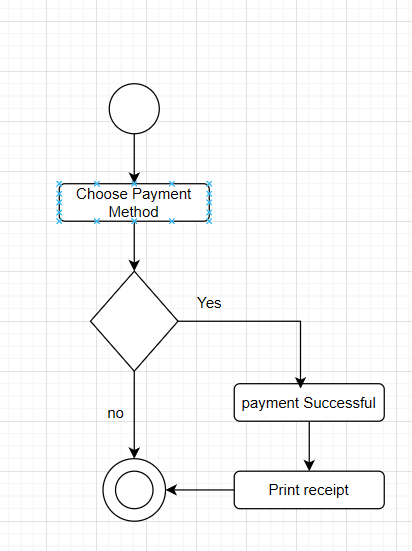 Choose Payment
Method
Yes
payment Successful
no
Print receipt